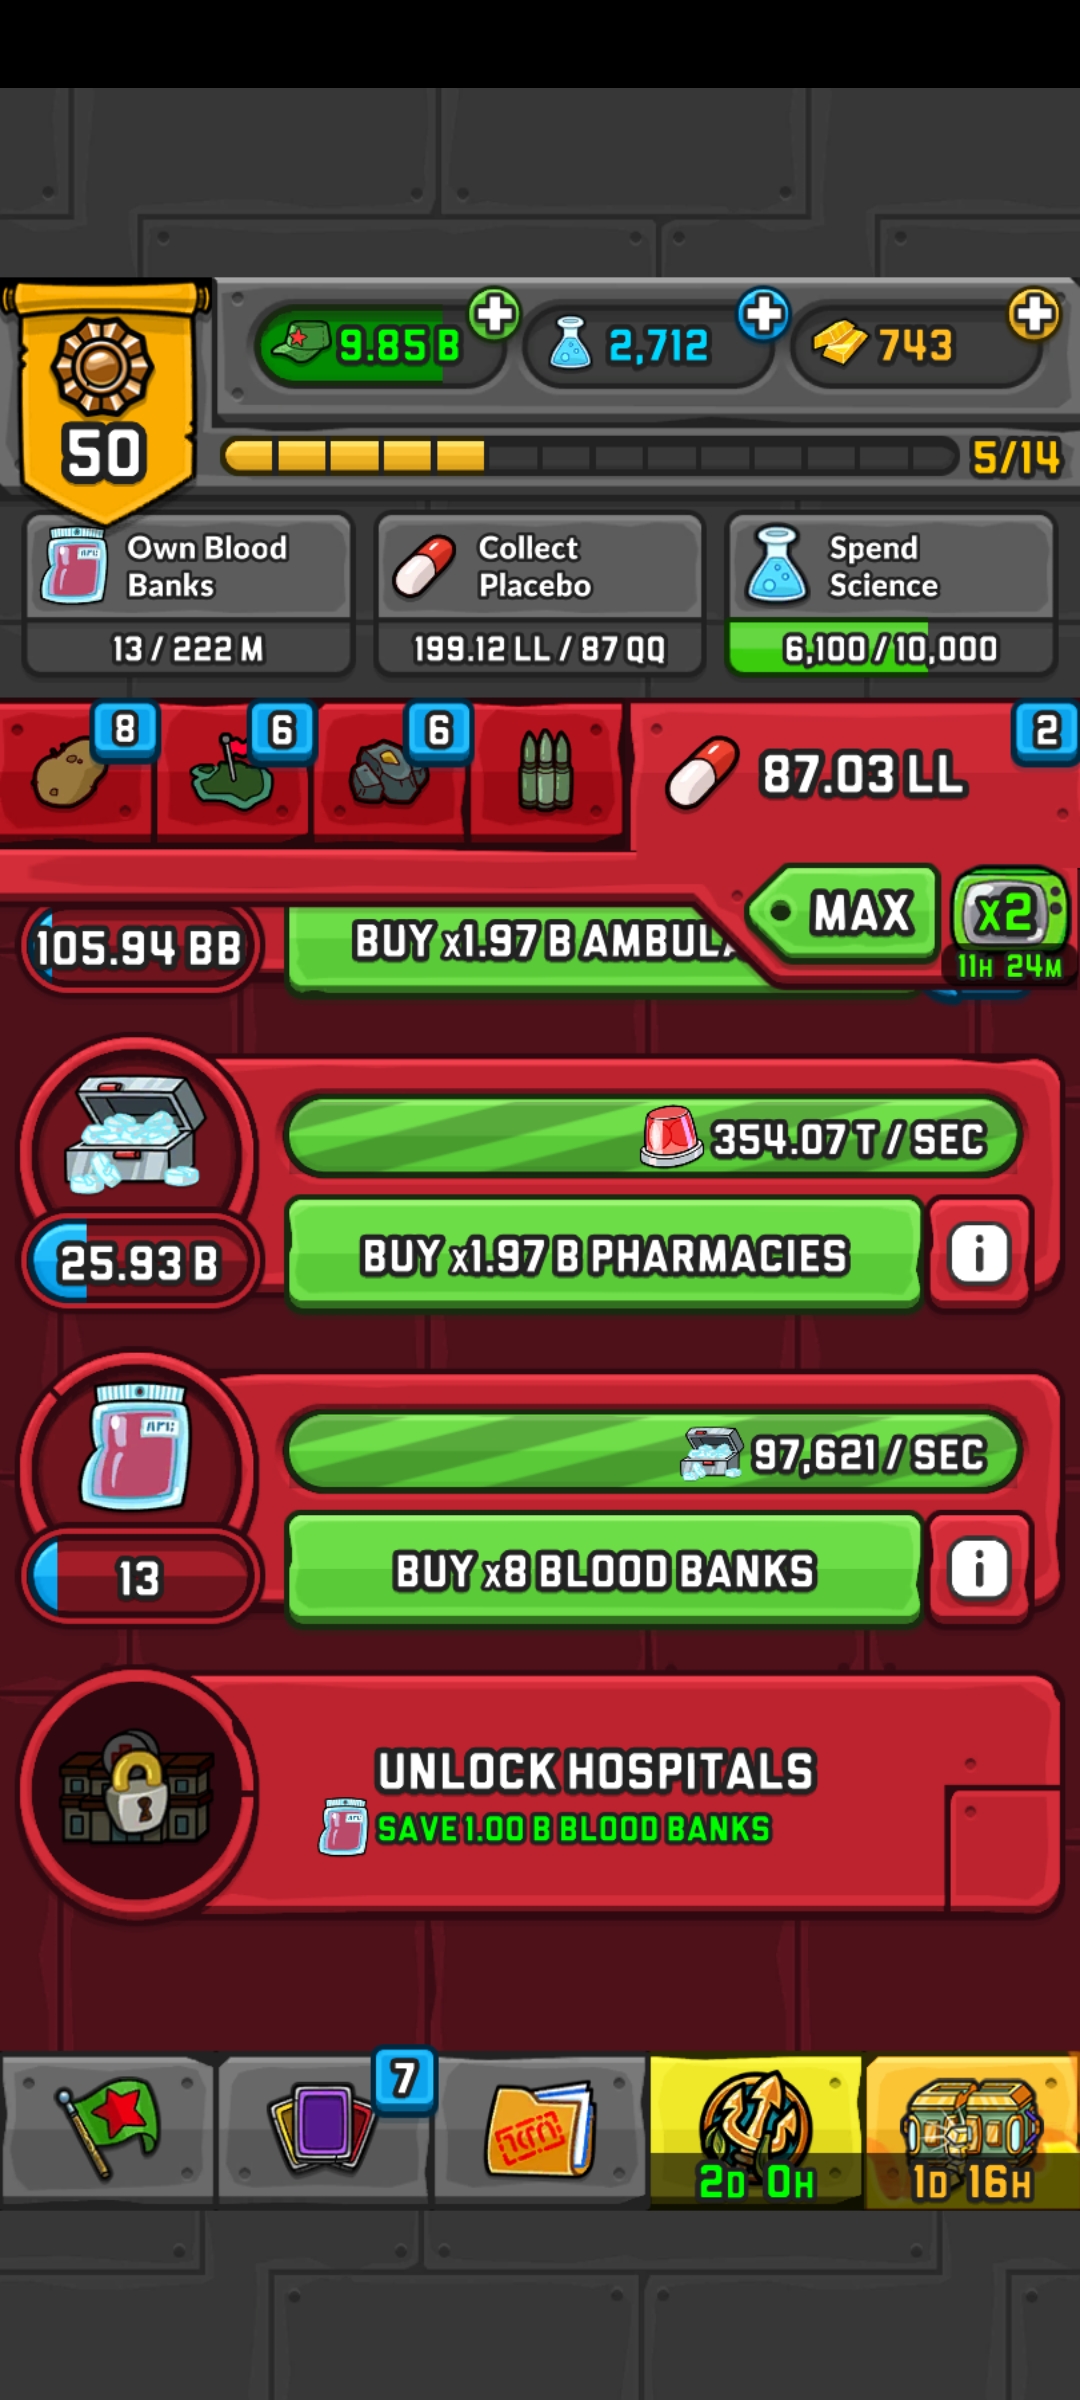 9.85 B
2,712
743
50
5/14
Own Blood Banks
13 / 222 M
Collect Placebo
199.12 LL / 87 QQ
Spend Science
6,100 / 10,000
8
6
6
2
87.03 LL
MAX
x2
11H 24M
105.94 BB
BUY x1.97 B AMBULA
354.07 T / SEC
25.93 B
BUY x1.97 B PHARMACIES
i
97,621 / SEC
13
BUY x8 BLOOD BANKS
i
UNLOCK HOSPITALS
SAVE 1.00 B BLOOD BANKS
7
2D 0H
1D 16H